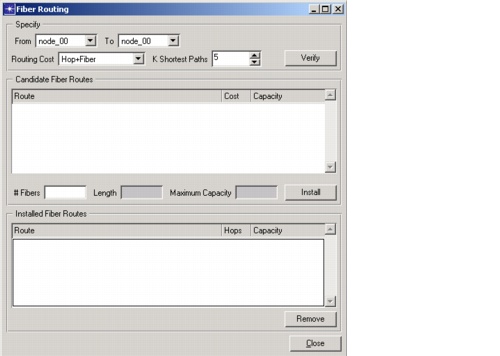 Fiber Routing
Specify
From node_00 To node_00
Routing Cost Hop+Fiber K Shortest Paths 5 Verify
Candidate Fiber Routes
Route Cost Capacity
# Fibers Length Maximum Capacity Install
Installed Fiber Routes
Route Hops Capacity
Remove
Close